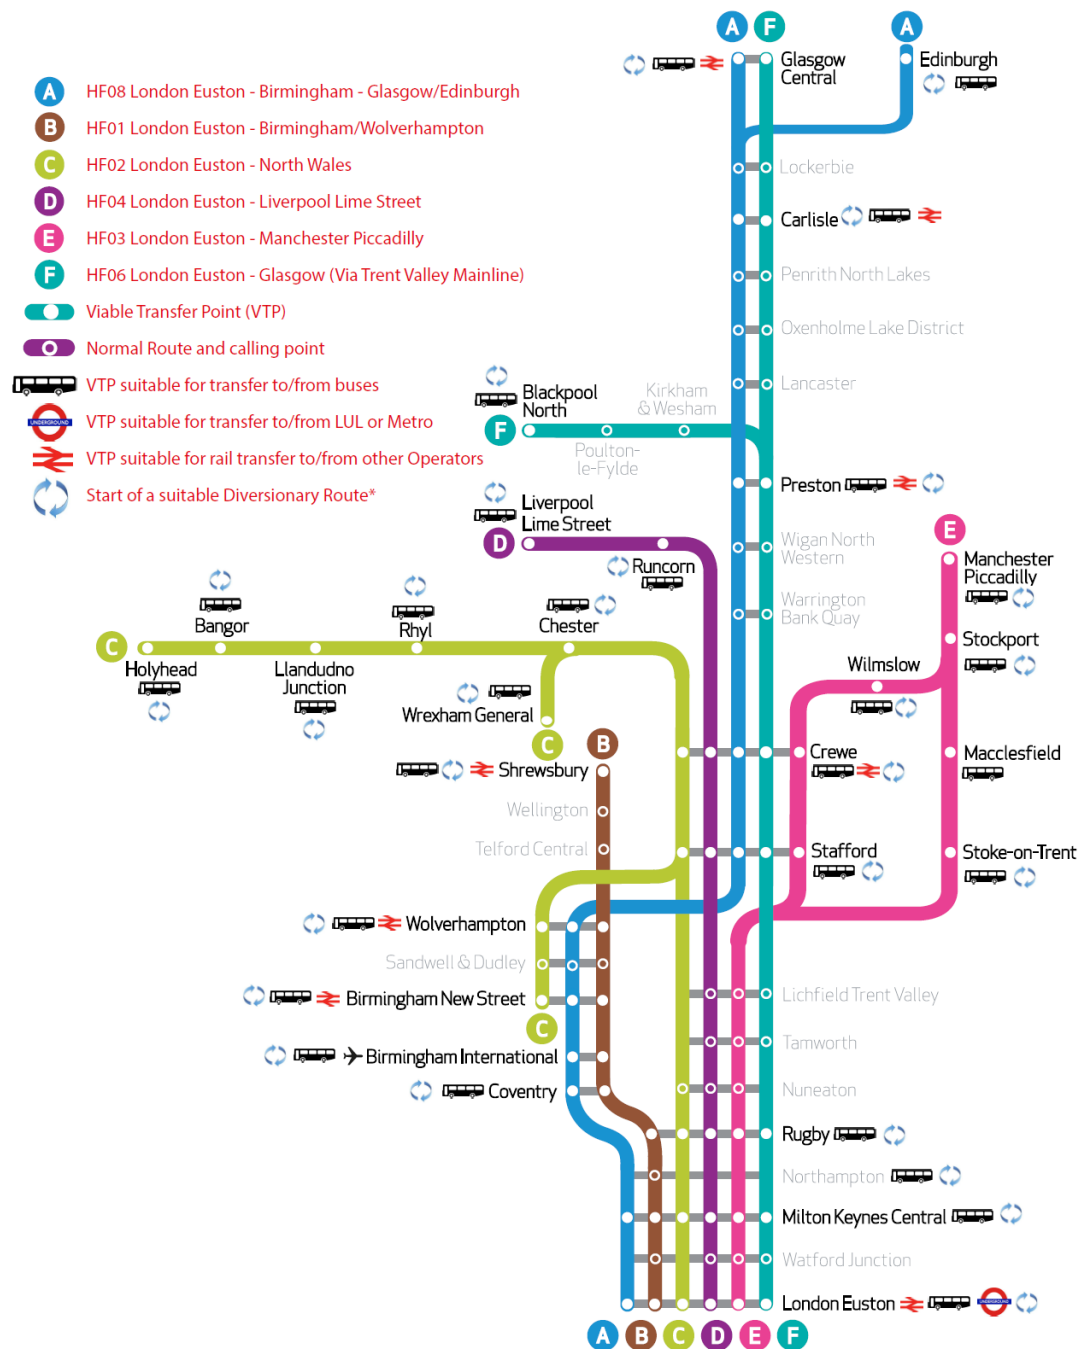 A
F
A
Glasgow
Central
Edinburgh
A HF08 London Euston - Birmingham - Glasgow/Edinburgh
B HF01 London Euston - Birmingham/Wolverhampton
C HF02 London Euston - North Wales
D HF04 London Euston - Liverpool Lime Street
E HF03 London Euston - Manchester Piccadilly
F HF06 London Euston - Glasgow (Via Trent Valley Mainline)
Viable Transfer Point (VTP)
Normal Route and calling point
VTP suitable for transfer to/from buses
UNDERGROUND
VTP suitable for transfer to/from LUL or Metro
VTP suitable for rail transfer to/from other Operators
Start of a suitable Diversionary Route*
Lockerbie
Carlisle
Penrith North Lakes
Oxenholme Lake District
Lancaster
Blackpool
North
Kirkham
& Wesham
F
Poulton-
le-Fylde
Preston
Liverpool
Lime Street
D
Runcorn
Wigan North
Western
Warrington
Bank Quay
E
Manchester
Piccadilly
Stockport
Wilmslow
C
Bangor
Rhyl
Chester
Holyhead
Llandudno
Junction
Wrexham General
C
B
Shrewsbury
Crewe
Macclesfield
Wellington
Telford Central
Stafford
Stoke-on-Trent
Wolverhampton
Sandwell & Dudley
Birmingham New Street
C
Lichfield Trent Valley
Tamworth
Birmingham International
Coventry
Nuneaton
Rugby
Northampton
Milton Keynes Central
Watford Junction
London Euston
UNDERGROUND
A B C D E F